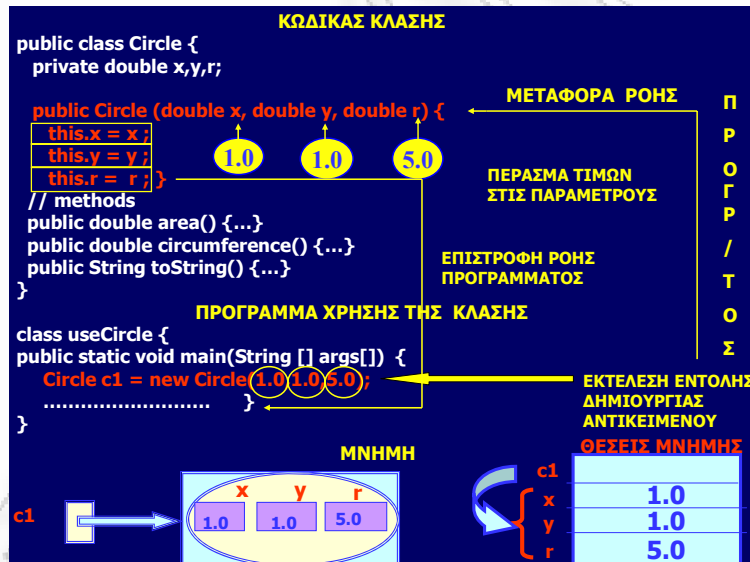 ΚΩΔΙΚΑΣ ΚΛΑΣΗΣ
public class Circle {
private double x,y,r;
public Circle (double x, double y, double r) {
this.x = x ;
this.y = y ;
this.r = r ; }
1.0 1.0 5.0
// methods
public double area() {...}
public double circumference() {...}
public String toString() {...}
}
ΜΕΤΑΦΟΡΑ ΡΟΗΣ
ΠΡΟΓΡ/ΤΟΣ
ΠΕΡΑΣΜΑ ΤΙΜΩΝ
ΣΤΙΣ ΠΑΡΑΜΕΤΡΟΥΣ
ΕΠΙΣΤΡΟΦΗ ΡΟΗΣ
ΠΡΟΓΡΑΜΜΑΤΟΣ
ΠΡΟΓΡΑΜΜΑ ΧΡΗΣΗΣ ΤΗΣ ΚΛΑΣΗΣ
class useCircle {
public static void main(String [] args[]) {
Circle c1 = new Circle(1.0,1.0,5.0);
........................... }
}
ΕΚΤΕΛΕΣΗ ΕΝΤΟΛΗΣ
ΔΗΜΙΟΥΡΓΙΑΣ
ΑΝΤΙΚΕΙΜΕΝΟΥ
ΜΝΗΜΗ
x y r
c1
1.0 1.0 5.0
ΘΕΣΕΙΣ ΜΝΗΜΗΣ
c1
x 1.0
y 1.0
r 5.0